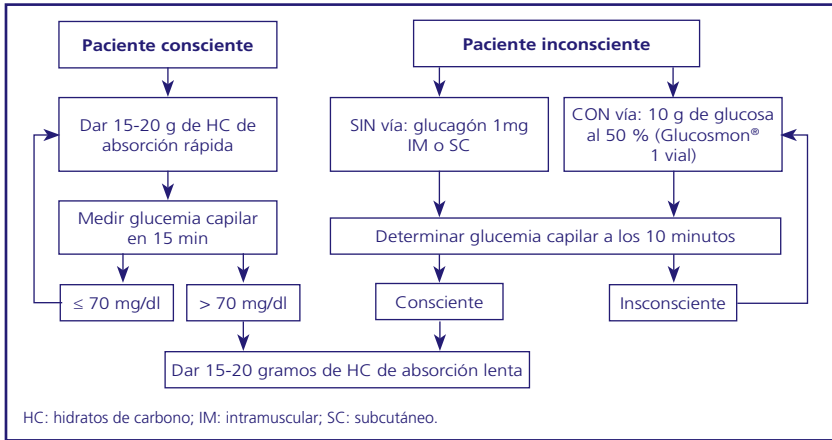 Paciente consciente
Paciente inconsciente
Dar 15-20 g de HC de
absorción rápida
SIN vía: glucagón 1mg
IM o SC
CON vía: 10 g de glucosa
al 50 % (Glucosmon®
1 vial)
Medir glucemia capilar
en 15 min
Determinar glucemia capilar a los 10 minutos
≤ 70 mg/dl
> 70 mg/dl
Consciente
Insconsciente
Dar 15-20 gramos de HC de absorción lenta
HC: hidratos de carbono; IM: intramuscular; SC: subcutáneo.